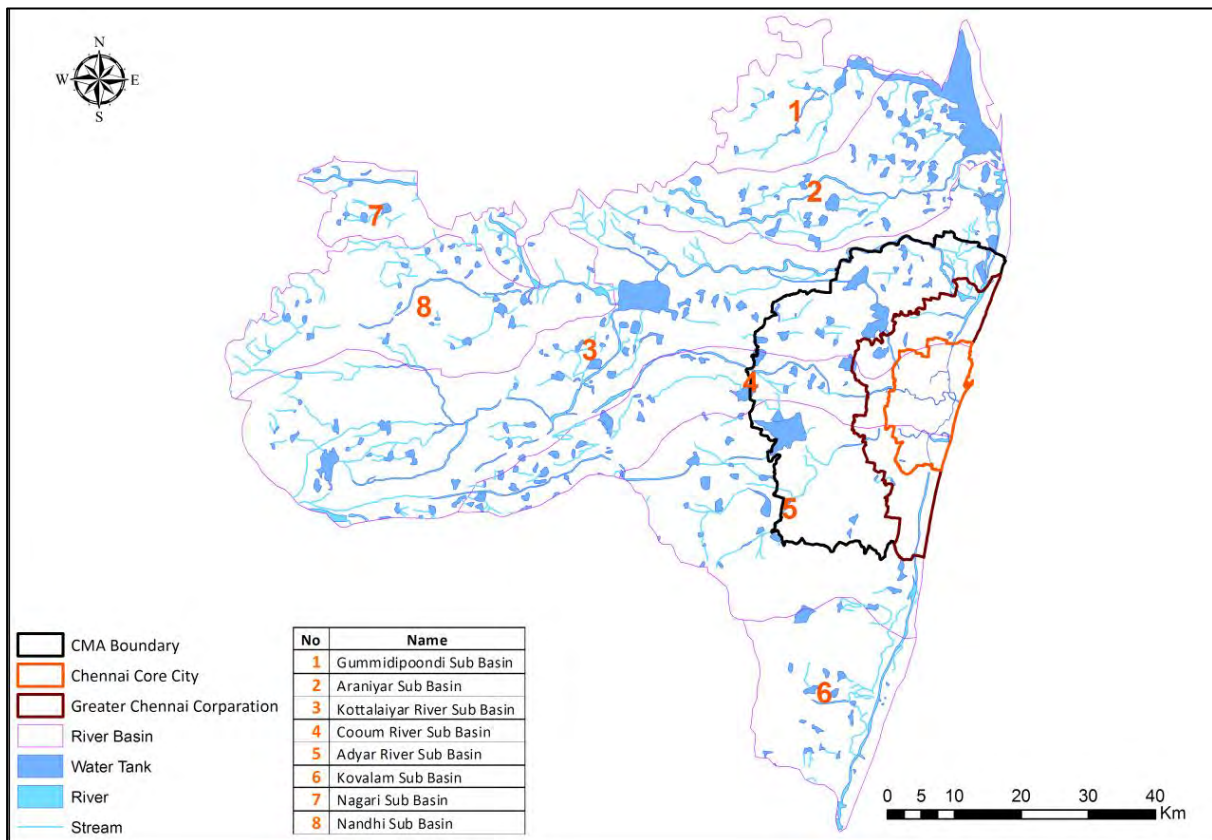 N
W E
S
1
2
7
8
3
4
5
6
CMA Boundary
Chennai Core City
Greater Chennai Corparation
River Basin
Water Tank
River
Stream
No Name
1 Gummidipoondi Sub Basin
2 Araniyar Sub Basin
3 Kottalaiyar River Sub Basin
4 Cooum River Sub Basin
5 Adyar River Sub Basin
6 Kovalam Sub Basin
7 Nagari Sub Basin
8 Nandhi Sub Basin
0 5 10 20 30 40
Km